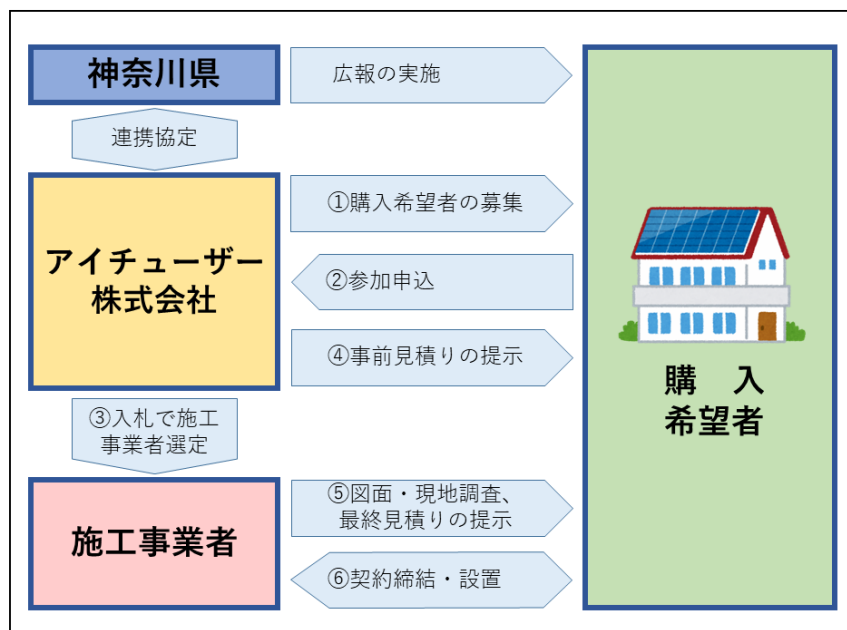 神奈川県
広報の実施
連携協定
アイチューザー
株式会社
①購入希望者の募集
②参加申込
④事前見積りの提示
③入札で施工
事業者選定
施工事業者
⑤図面・現地調査、
最終見積りの提示
⑥契約締結・設置
購　入
希望者